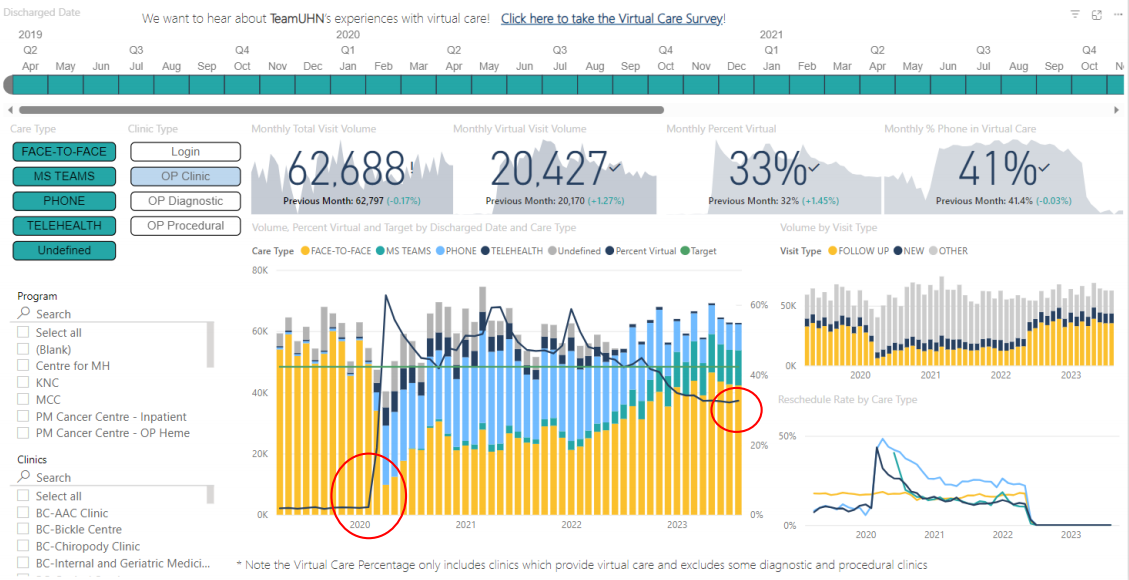 Discharged Date
We want to hear about TeamUHN's experiences with virtual care! Click here to take the Virtual Care Survey!
2019 2020 2021
Q2 Q3 Q4 Q1 Q2 Q3 Q4 Q1 Q2 Q3 Q4
Apr May Jun Jul Aug Sep Oct Nov Dec Jan Feb Mar Apr May Jun Jul Aug Sep Oct Nov Dec Jan Feb Mar Apr May Jun Jul Aug Sep Oct N
Care Type
FACE-TO-FACE
MS TEAMS
PHONE
TELEHEALTH
Undefined
Clinic Type
Login
OP Clinic
OP Diagnostic
OP Procedural
Monthly Total Visit Volume
62,688!
Previous Month: 62,797 (-0.17%)
Monthly Virtual Visit Volume
20,427✓
Previous Month: 20,170 (+1.27%)
Monthly Percent Virtual
33%✓
Previous Month: 32% (+1.45%)
Monthly % Phone in Virtual Care
41%✓
Previous Month: 41.4% (-0.03%)
Program
Search
Select all
(Blank)
Centre for MH
KNC
MCC
PM Cancer Centre - Inpatient
PM Cancer Centre - OP Heme
Clinics
Search
Select all
BC-AAC Clinic
BC-Bickle Centre
BC-Chiropody Clinic
BC-Internal and Geriatric Medici...
Volume, Percent Virtual and Target by Discharged Date and Care Type
Care Type FACE-TO-FACE MS TEAMS PHONE TELEHEALTH Undefined Percent Virtual Target
80K
60K
40K
20K
0K
60%
40%
20%
0%
2020 2021 2022 2023
Volume by Visit Type
Visit Type FOLLOW UP NEW OTHER
50K
0K
2020 2021 2022 2023
Reschedule Rate by Care Type
50%
0%
2020 2021 2022 2023
* Note the Virtual Care Percentage only includes clinics which provide virtual care and excludes some diagnostic and procedural clinics